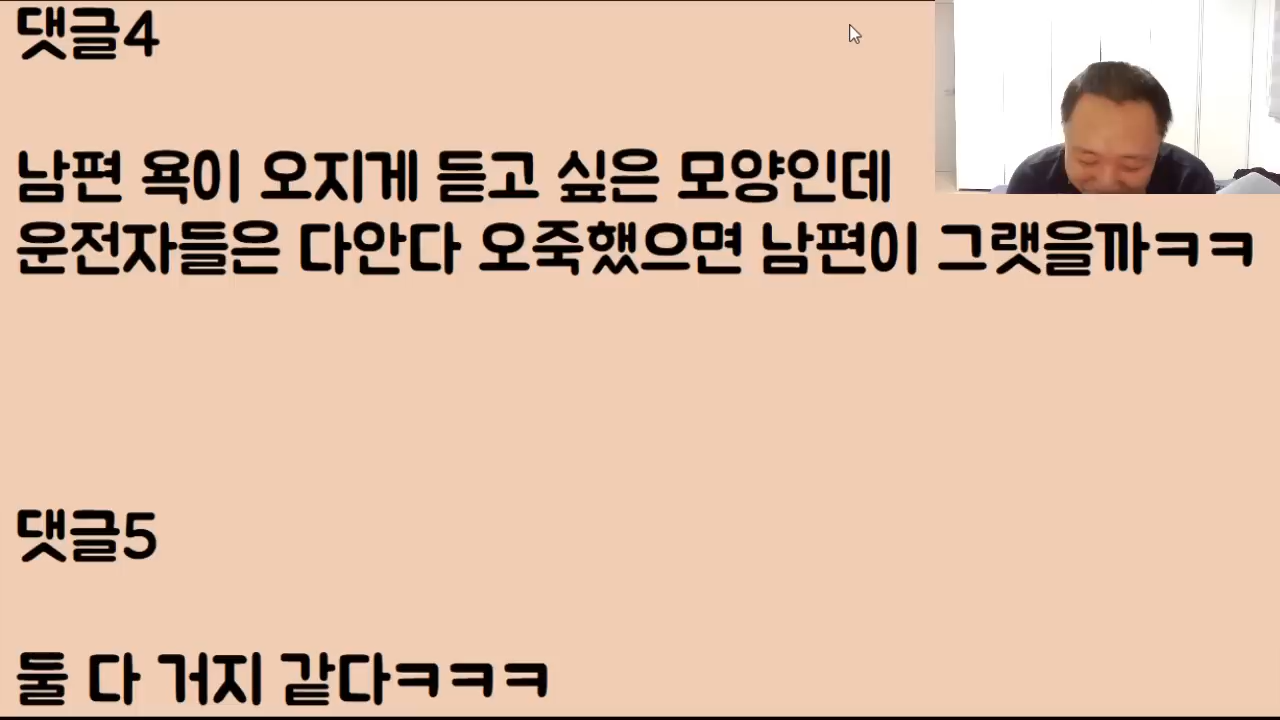 댓글4
남편 욕이 오지게 듣고 싶은 모양인데
운전자들은 다안다 오죽했으면 남편이 그랫을까ㅋㅋ
댓글5
둘 다 거지 같다ㅋㅋㅋ